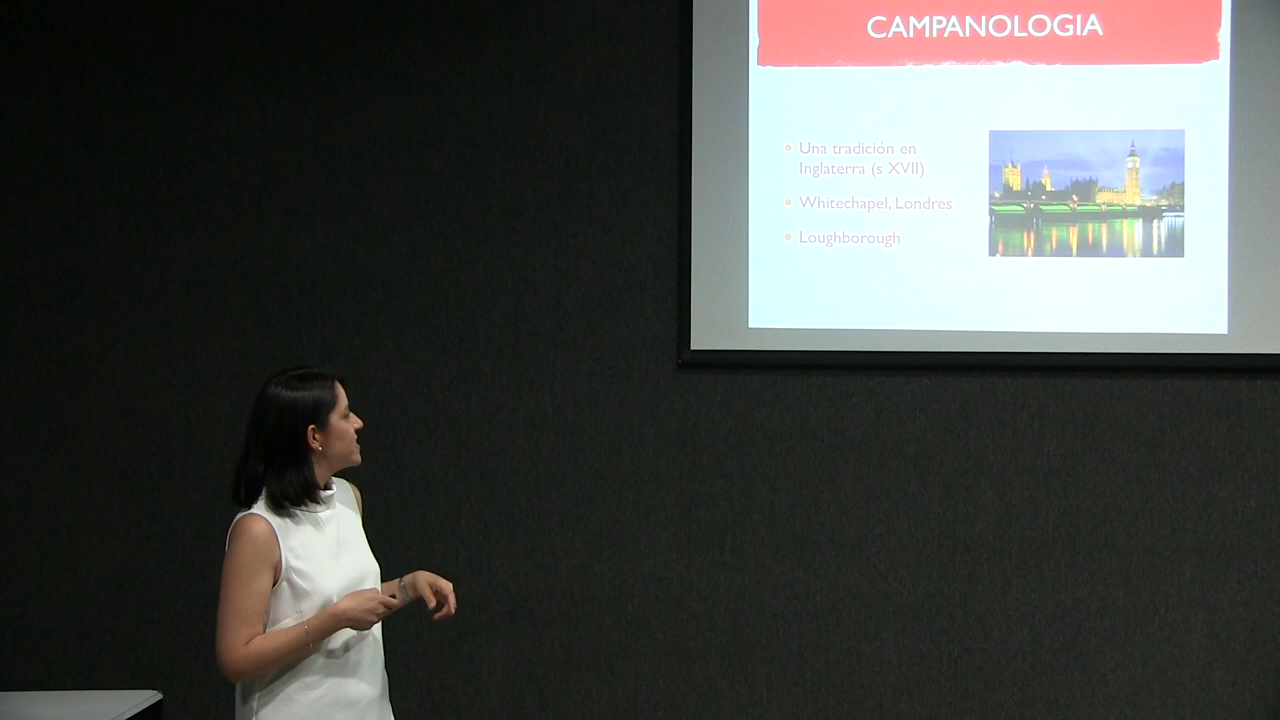 CAMPANOLOGIA
Una tradición en
Inglaterra (s XVII)
Whitechapel, Londres
Loughborough